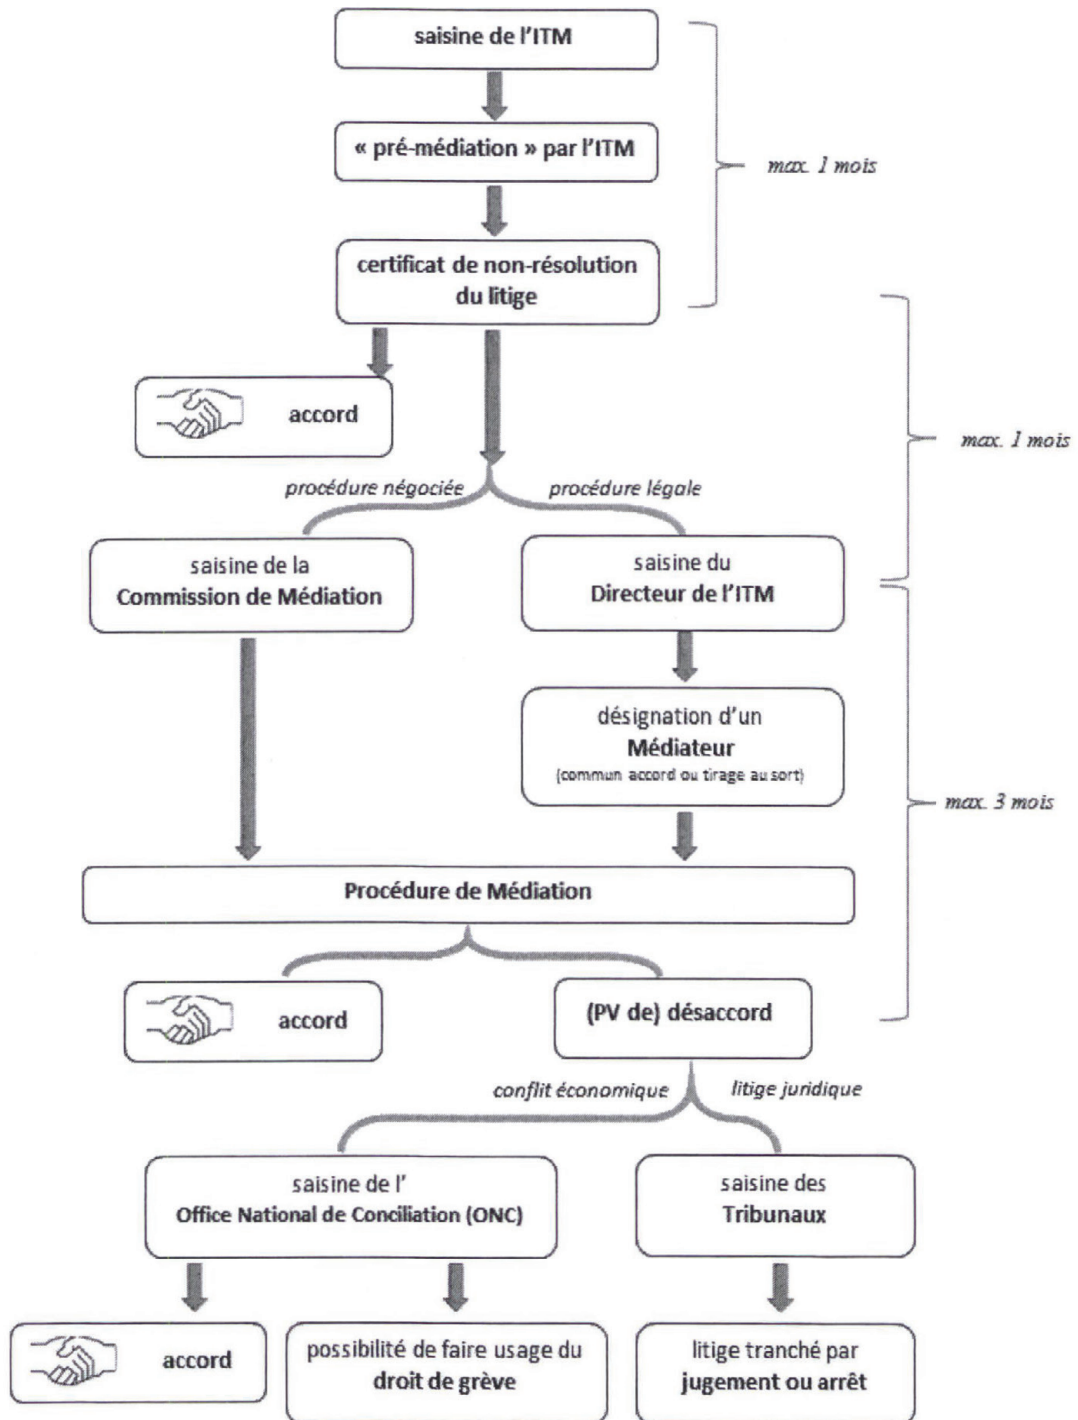 saisine de l'ITM
« pré-médiation » par l'ITM
max. 1 mois
certificat de non-résolution
du litige
accord
max. 1 mois
procédure négociée
procédure légale
saisine de la
Commission de Médiation
saisine du
Directeur de l'ITM
désignation d'un
Médiateur
(commun accord ou tirage au sort)
max. 3 mois
Procédure de Médiation
accord
(PV de) désaccord
conflit économique
litige juridique
saisine de l'
Office National de Conciliation (ONC)
saisine des
Tribunaux
accord
possibilité de faire usage du
droit de grève
litige tranché par
jugement ou arrêt